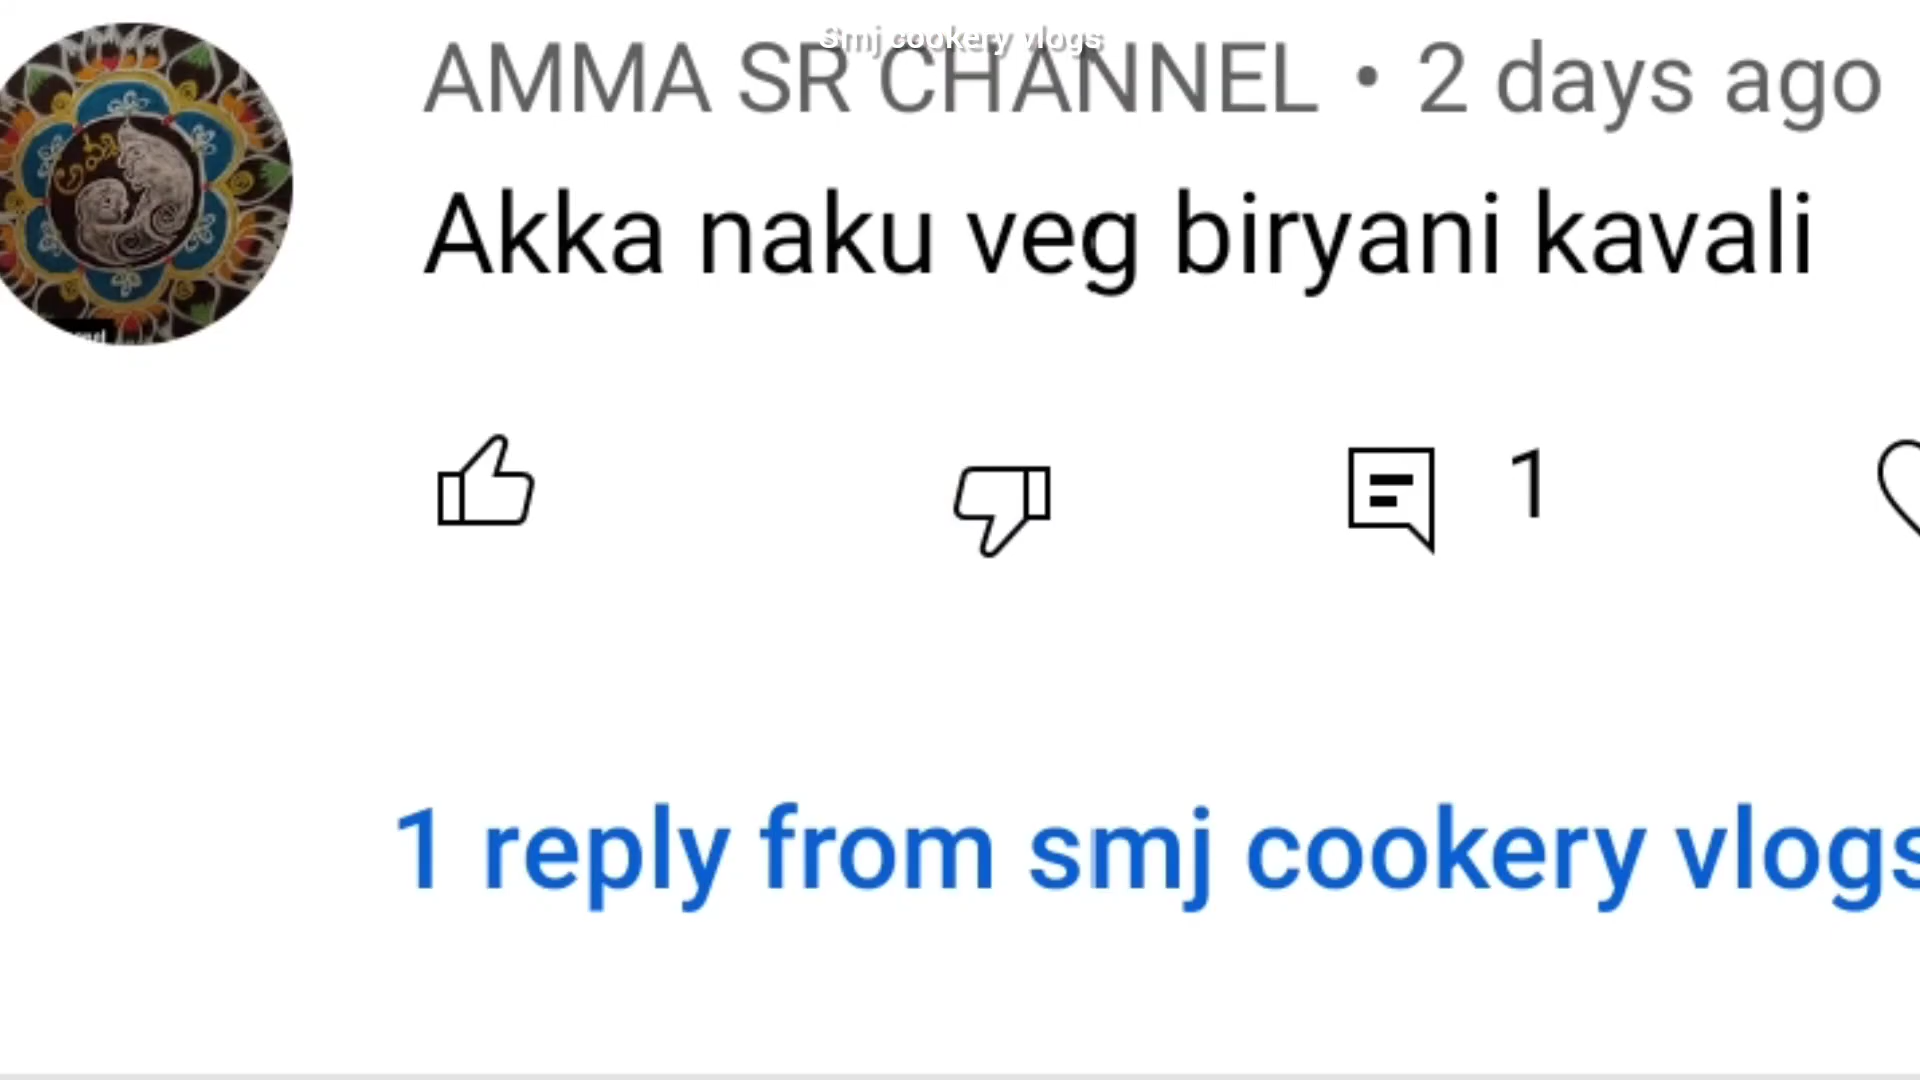 Smj cookery vlogs
AMMA SR CHANNEL • 2 days ago
Akka naku veg biryani kavali
1
1 reply from smj cookery vlogs